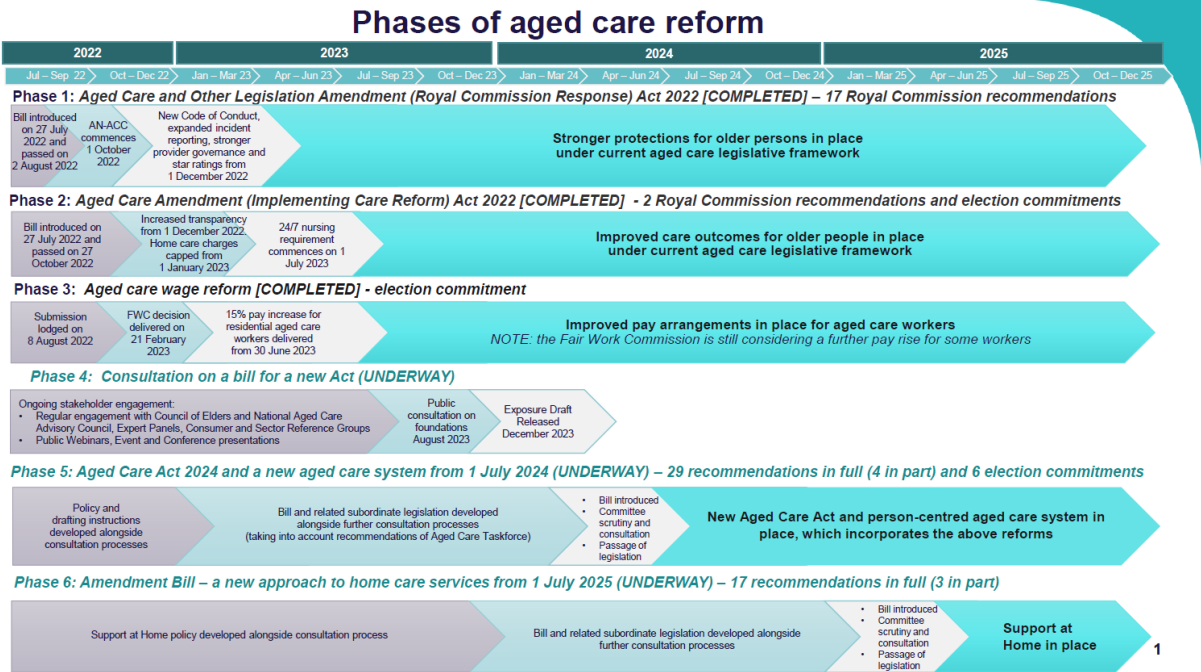 Phases of aged care reform
2022
2023
2024
2025
Jul – Sep 22
Oct – Dec 22
Jan – Mar 23
Apr – Jun 23
Jul – Sep 23
Oct – Dec 23
Jan – Mar 24
Apr – Jun 24
Jul – Sep 24
Oct – Dec 24
Jan – Mar 25
Apr – Jun 25
Jul – Sep 25
Oct – Dec 25
Phase 1: Aged Care and Other Legislation Amendment (Royal Commission Response) Act 2022 [COMPLETED] – 17 Royal Commission recommendations
Bill introduced
on 27 July
2022 and
passed on
2 August 2022
AN-ACC
commences
1 October
2022
New Code of Conduct,
expanded incident
reporting, stronger
provider governance and
star ratings from
1 December 2022
Stronger protections for older persons in place
under current aged care legislative framework
Phase 2: Aged Care Amendment (Implementing Care Reform) Act 2022 [COMPLETED] - 2 Royal Commission recommendations and election commitments
Bill introduced on
27 July 2022 and
passed on 27
October 2022
Increased transparency
from 1 December 2022.
Home care charges
capped from
1 January 2023
24/7 nursing
requirement
commences on 1
July 2023
Improved care outcomes for older people in place
under current aged care legislative framework
Phase 3: Aged care wage reform [COMPLETED] - election commitment
Submission
lodged on
8 August 2022
FWC decision
delivered on
21 February
2023
15% pay increase for
residential aged care
workers delivered
from 30 June 2023
Improved pay arrangements in place for aged care workers
NOTE: the Fair Work Commission is still considering a further pay rise for some workers
Phase 4: Consultation on a bill for a new Act (UNDERWAY)
Ongoing stakeholder engagement:
• Regular engagement with Council of Elders and National Aged Care
Advisory Council, Expert Panels, Consumer and Sector Reference Groups
• Public Webinars, Event and Conference presentations
Public
consultation on
foundations
August 2023
Exposure Draft
Released
December 2023
Phase 5: Aged Care Act 2024 and a new aged care system from 1 July 2024 (UNDERWAY) – 29 recommendations in full (4 in part) and 6 election commitments
Policy and
drafting instructions
developed alongside
consultation processes
Bill and related subordinate legislation developed
alongside further consultation processes
(taking into account recommendations of Aged Care Taskforce)
• Bill introduced
• Committee
scrutiny and
consultation
• Passage of
legislation
New Aged Care Act and person-centred aged care system in
place, which incorporates the above reforms
Phase 6: Amendment Bill – a new approach to home care services from 1 July 2025 (UNDERWAY) – 17 recommendations in full (3 in part)
Support at Home policy developed alongside consultation process
Bill and related subordinate legislation developed alongside
further consultation processes
• Bill introduced
• Committee
scrutiny and
consultation
• Passage of
legislation
Support at
Home in place
1